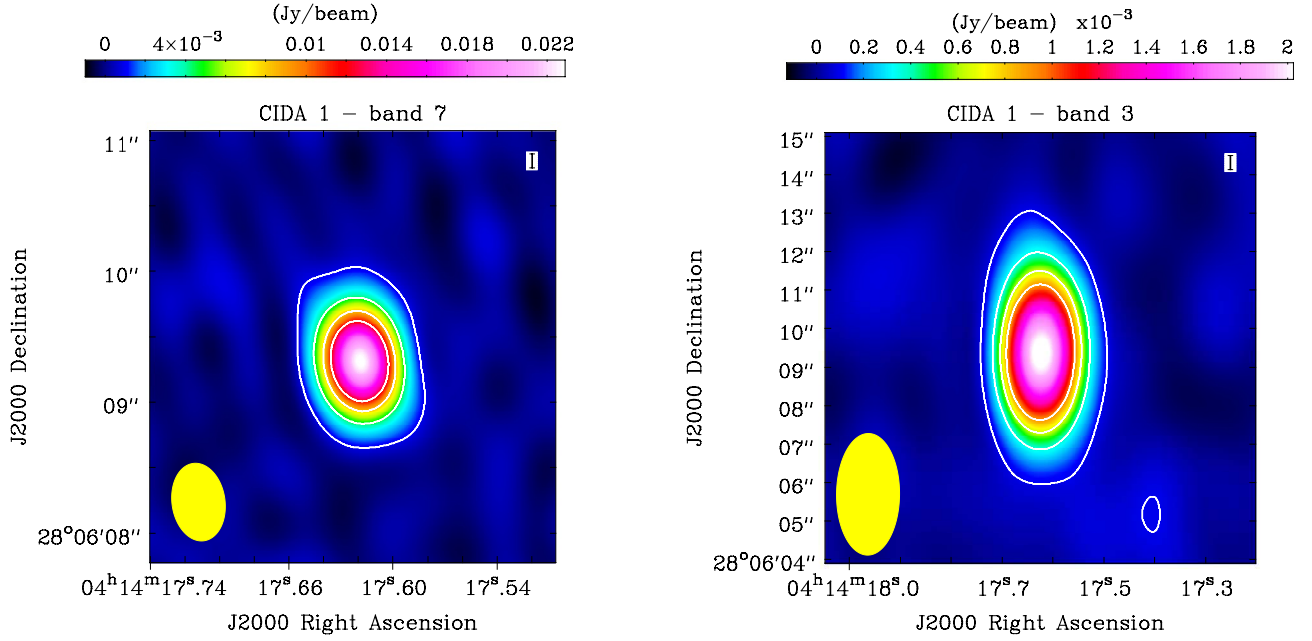 (Jy/beam)
0 4×10⁻³ 0.01 0.014 0.018 0.022
CIDA 1 – band 7
I
11″
10″
09″
28°06′08″
J2000 Declination
04ʰ14ᵐ17ˢ.74 17ˢ.66 17ˢ.60 17ˢ.54
J2000 Right Ascension
(Jy/beam) x10⁻³
0 0.2 0.4 0.6 0.8 1 1.2 1.4 1.6 1.8 2
CIDA 1 – band 3
I
15″
14″
13″
12″
11″
10″
09″
08″
07″
06″
05″
28°06′04″
J2000 Declination
04ʰ14ᵐ18ˢ.0 17ˢ.7 17ˢ.5 17ˢ.3
J2000 Right Ascension